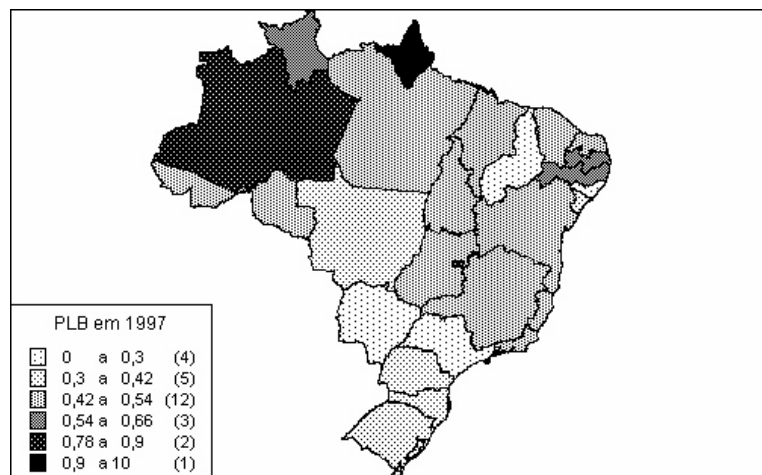 PLB em 1997
0 a 0,3 (4)
0,3 a 0,42 (5)
0,42 a 0,54 (12)
0,54 a 0,66 (3)
0,78 a 0,9 (2)
0,9 a 10 (1)